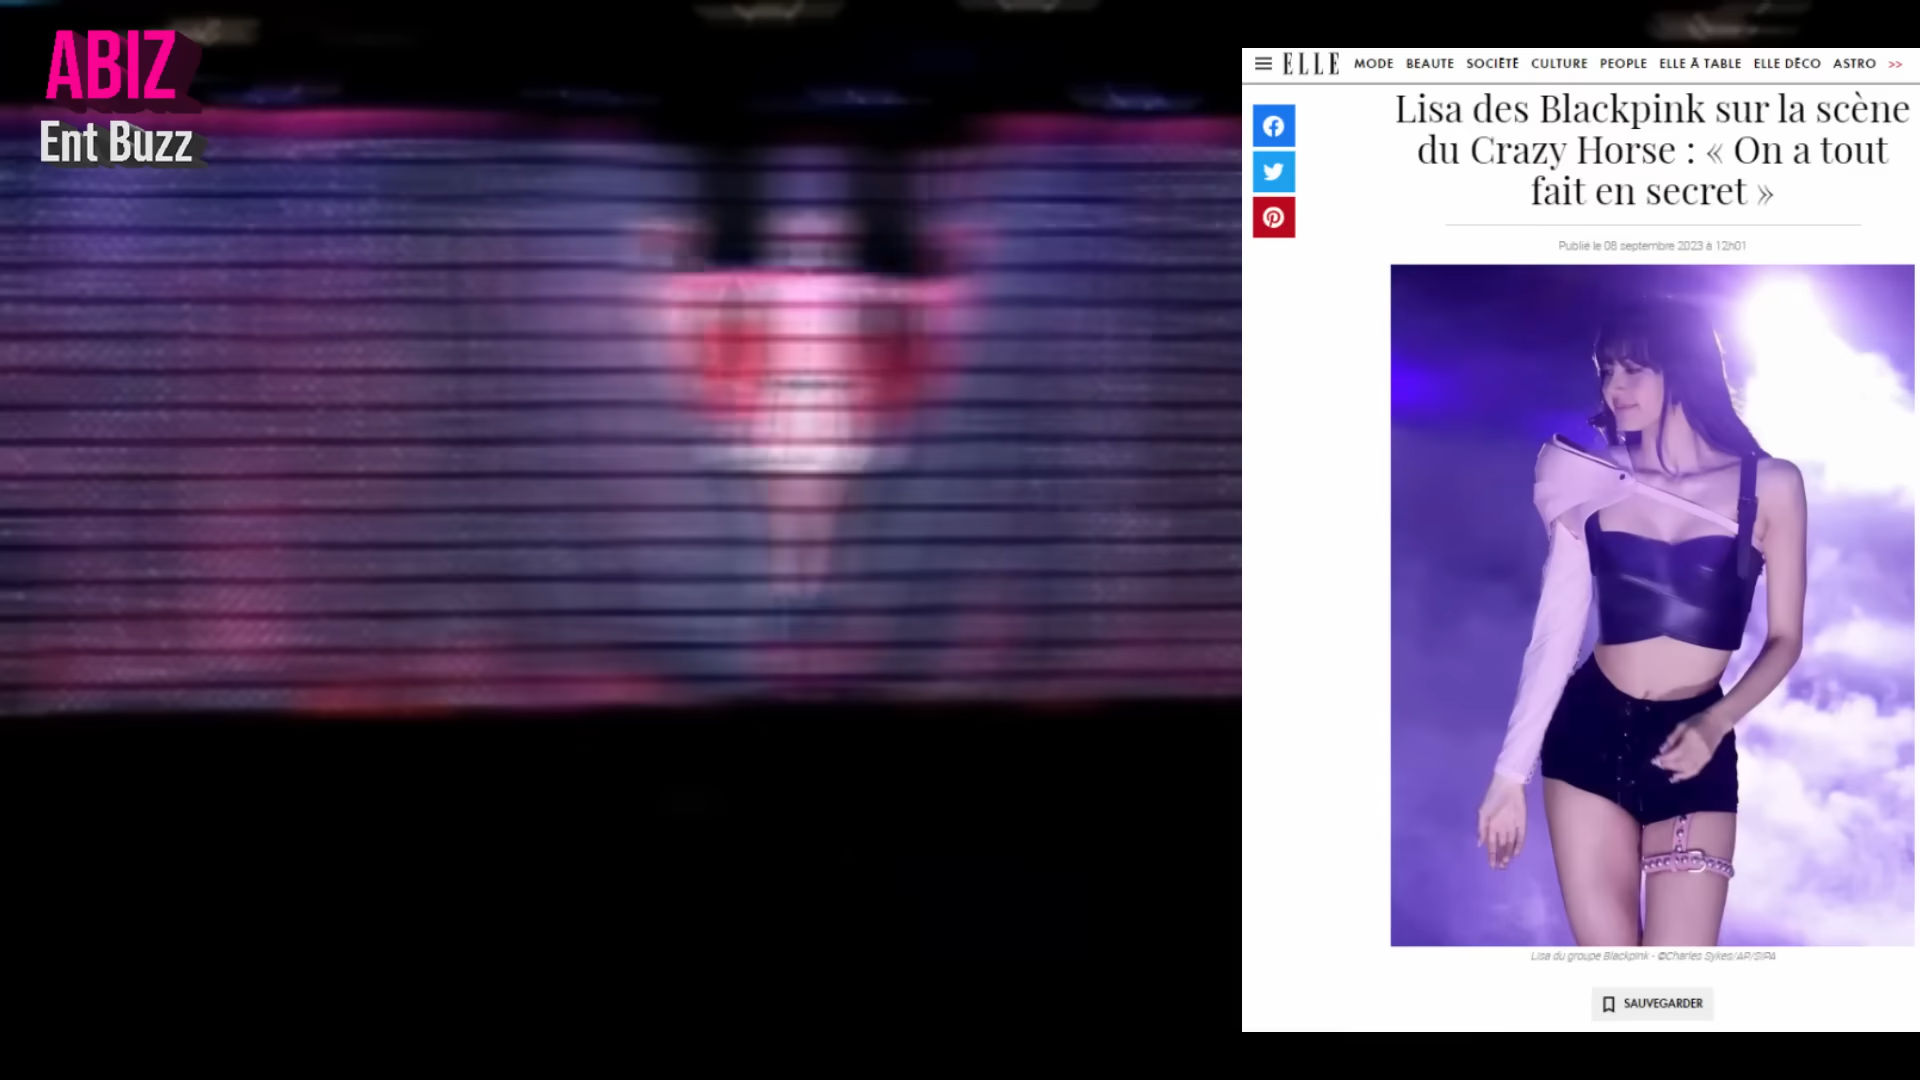 ABIZ
Ent Buzz
ELLE MODE BEAUTE SOCIÉTÉ CULTURE PEOPLE ELLE À TABLE ELLE DÉCO ASTRO >>
Lisa des Blackpink sur la scène
du Crazy Horse : « On a tout
fait en secret »
Publié le 08 septembre 2023 à 12h01
Lisa du groupe Blackpink - ©Charles Sykes/AP/SIPA
SAUVEGARDER